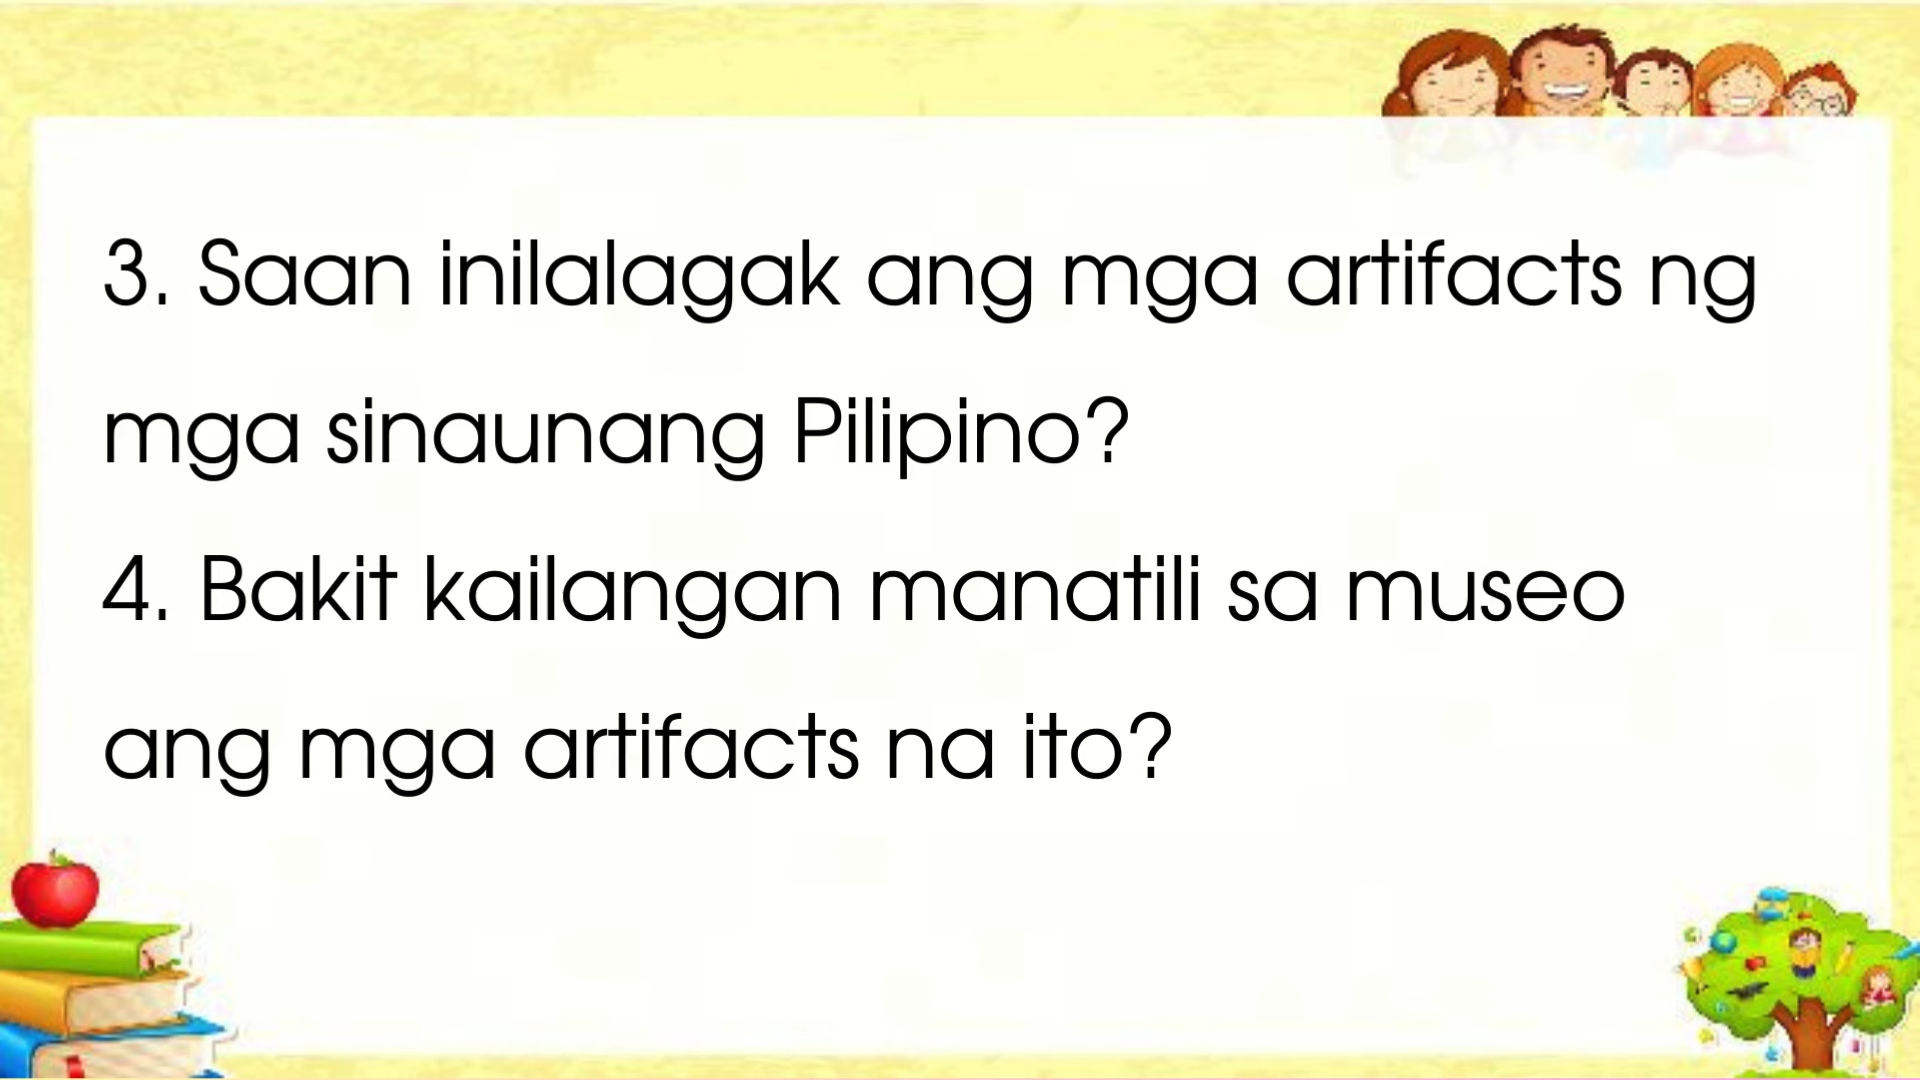 3. Saan inilalagak ang mga artifacts ng
mga sinaunang Pilipino?
4. Bakit kailangan manatili sa museo
ang mga artifacts na ito?